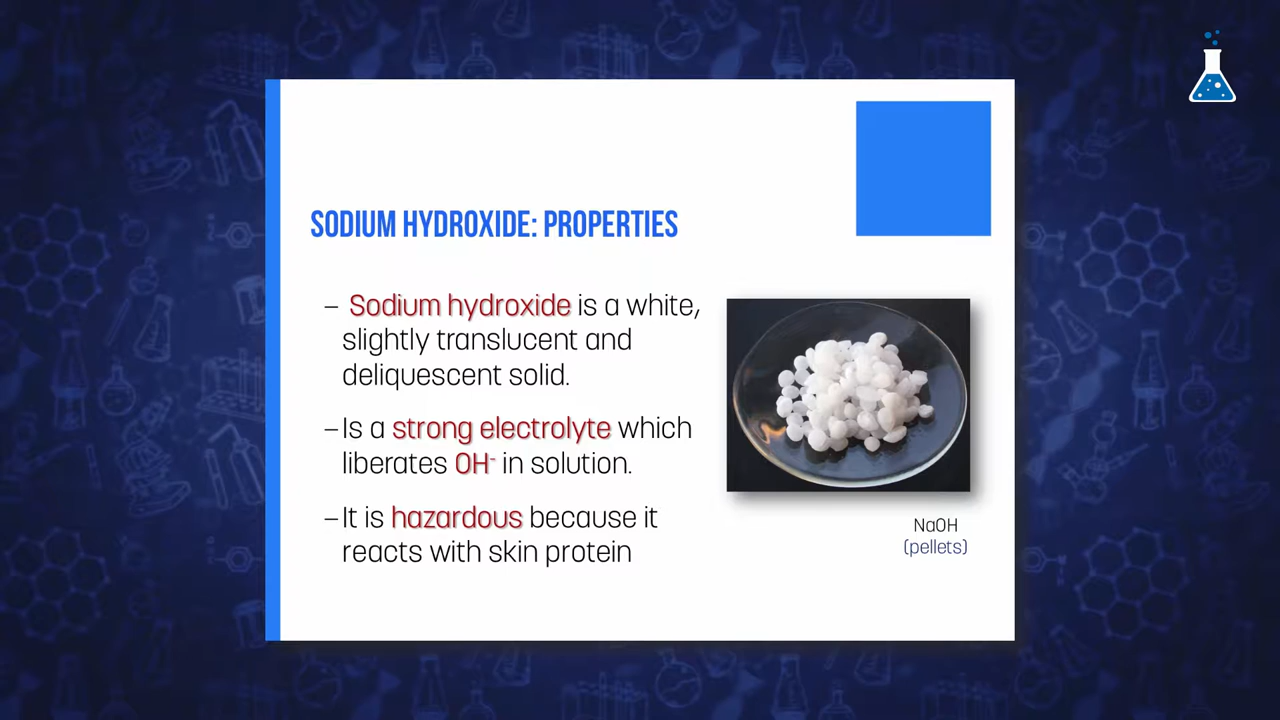 SODIUM HYDROXIDE: PROPERTIES
– Sodium hydroxide is a white,
slightly translucent and
deliquescent solid.
– Is a strong electrolyte which
liberates OH⁻ in solution.
– It is hazardous because it
reacts with skin protein
NaOH
(pellets)